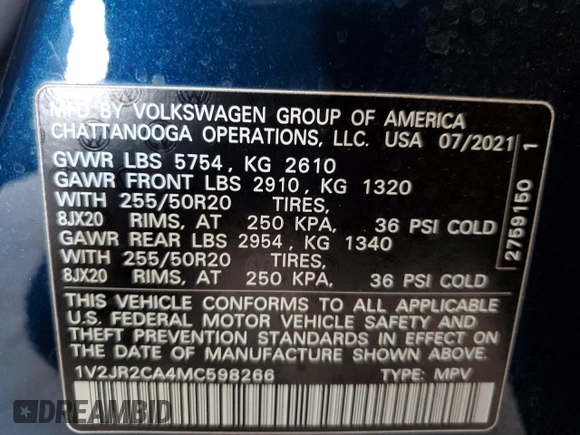 MFD BY VOLKSWAGEN GROUP OF AMERICA
CHATTANOOGA OPERATIONS, LLC. USA 07/2021
GVWR LBS 5754, KG 2610
GAWR FRONT LBS 2910, KG 1320
WITH 255/50R20 TIRES,
8JX20 RIMS, AT 250 KPA, 36 PSI COLD
GAWR REAR LBS 2954, KG 1340
WITH 255/50R20 TIRES,
8JX20 RIMS, AT 250 KPA, 36 PSI COLD
THIS VEHICLE CONFORMS TO ALL APPLICABLE
U.S. FEDERAL MOTOR VEHICLE SAFETY AND
THEFT PREVENTION STANDARDS IN EFFECT ON
THE DATE OF MANUFACTURE SHOWN ABOVE.
1V2JR2CA4MC598266 TYPE: MPV
2759150 1
DREAMBID